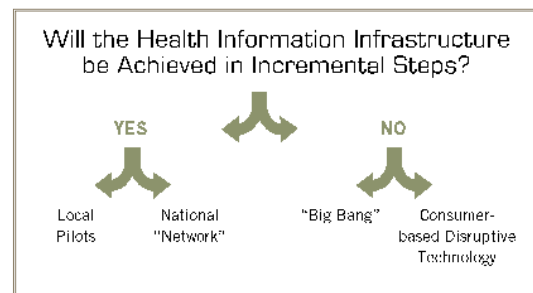 Will the Health Information Infrastructure
be Achieved in Incremental Steps?
YES
NO
Local
Pilots
National
"Network"
"Big Bang"
Consumer-
based Disruptive
Technology